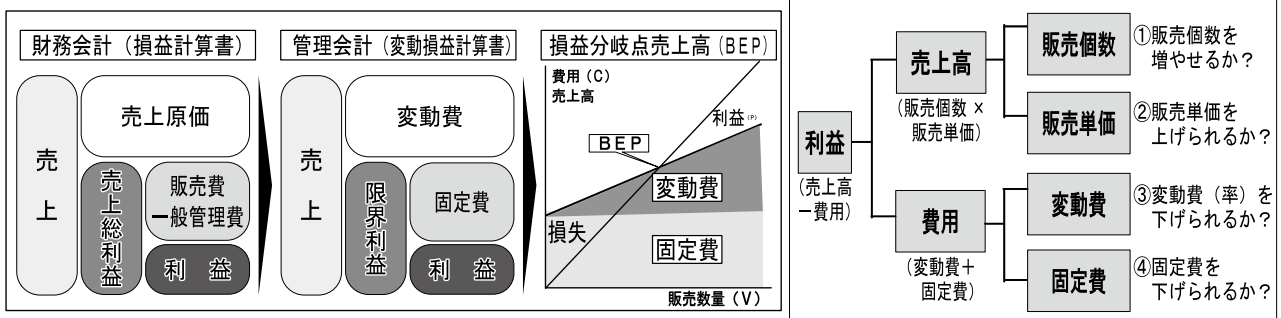 財務会計（損益計算書）
売上
売上原価
売上総利益
販売費
一般管理費
利　益
管理会計（変動損益計算書）
売上
変動費
限界利益
固定費
利　益
損益分岐点売上高（BEP）
費用（C）
売上高
利益（P）
BEP
変動費
損失
固定費
販売数量（V）
利益
（売上高
ー費用）
売上高
（販売個数 ×
販売単価）
費用
（変動費＋
固定費）
販売個数
①販売個数を
増やせるか？
販売単価
②販売単価を
上げられるか？
変動費
③変動費（率）を
下げられるか？
固定費
④固定費を
下げられるか？